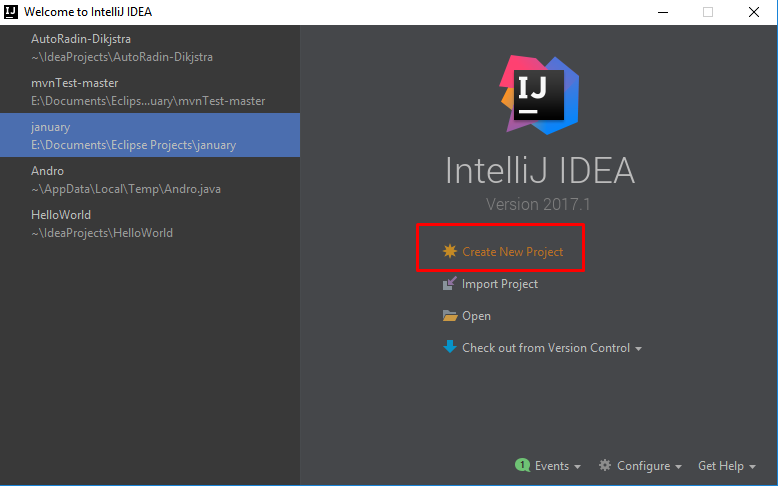 Welcome to IntelliJ IDEA
AutoRadin-Dikjstra
~\IdeaProjects\AutoRadin-Dikjstra
mvnTest-master
E:\Documents\Eclips...uary\mvnTest-master
january
E:\Documents\Eclipse Projects\january
Andro
~\AppData\Local\Temp\Andro.java
HelloWorld
~\IdeaProjects\HelloWorld
IJ
IntelliJ IDEA
Version 2017.1
Create New Project
Import Project
Open
Check out from Version Control
1 Events
Configure
Get Help